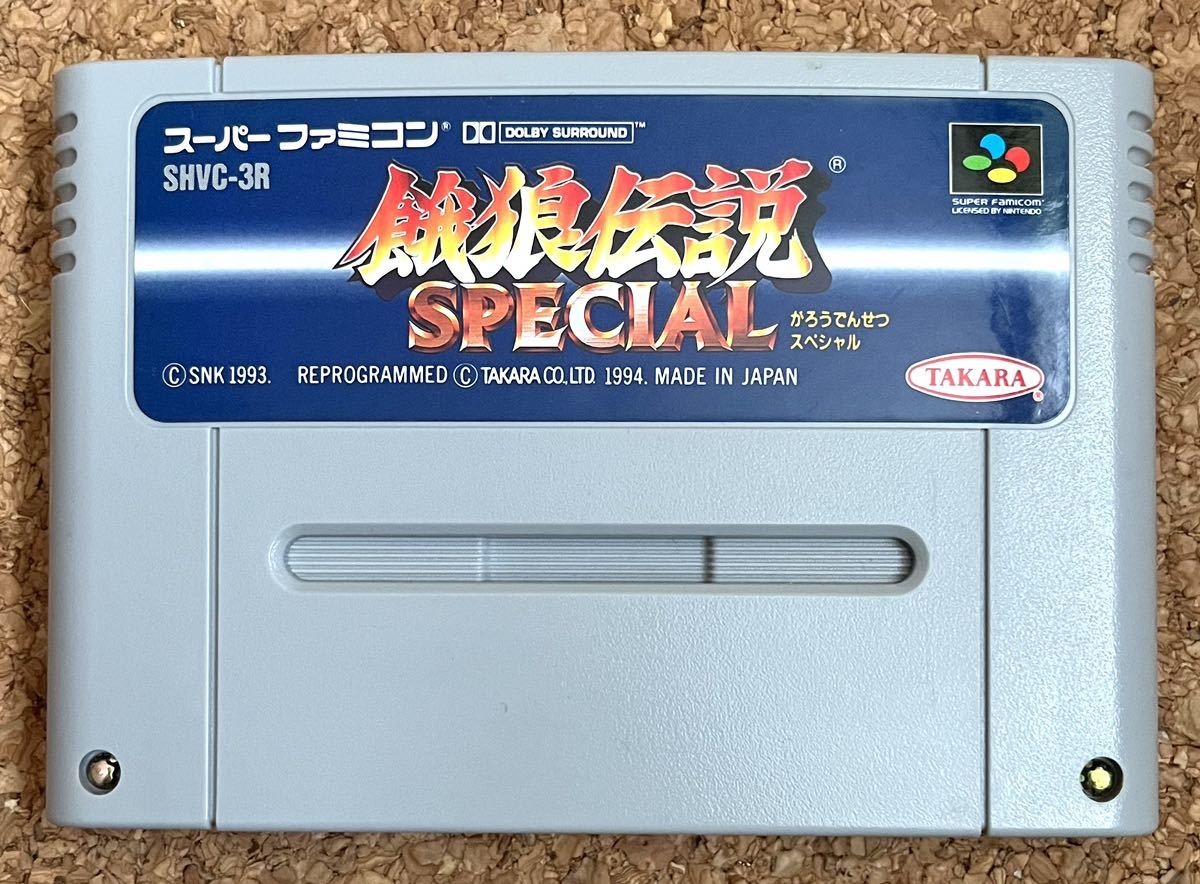 スーパーファミコン® DOLBY SURROUND™
SHVC-3R
餓狼伝説®
SPECIAL
がろうでんせつ
スペシャル
SUPER FAMICOM™
LICENSED BY NINTENDO
© SNK 1993. REPROGRAMMED © TAKARA CO., LTD. 1994. MADE IN JAPAN
TAKARA®